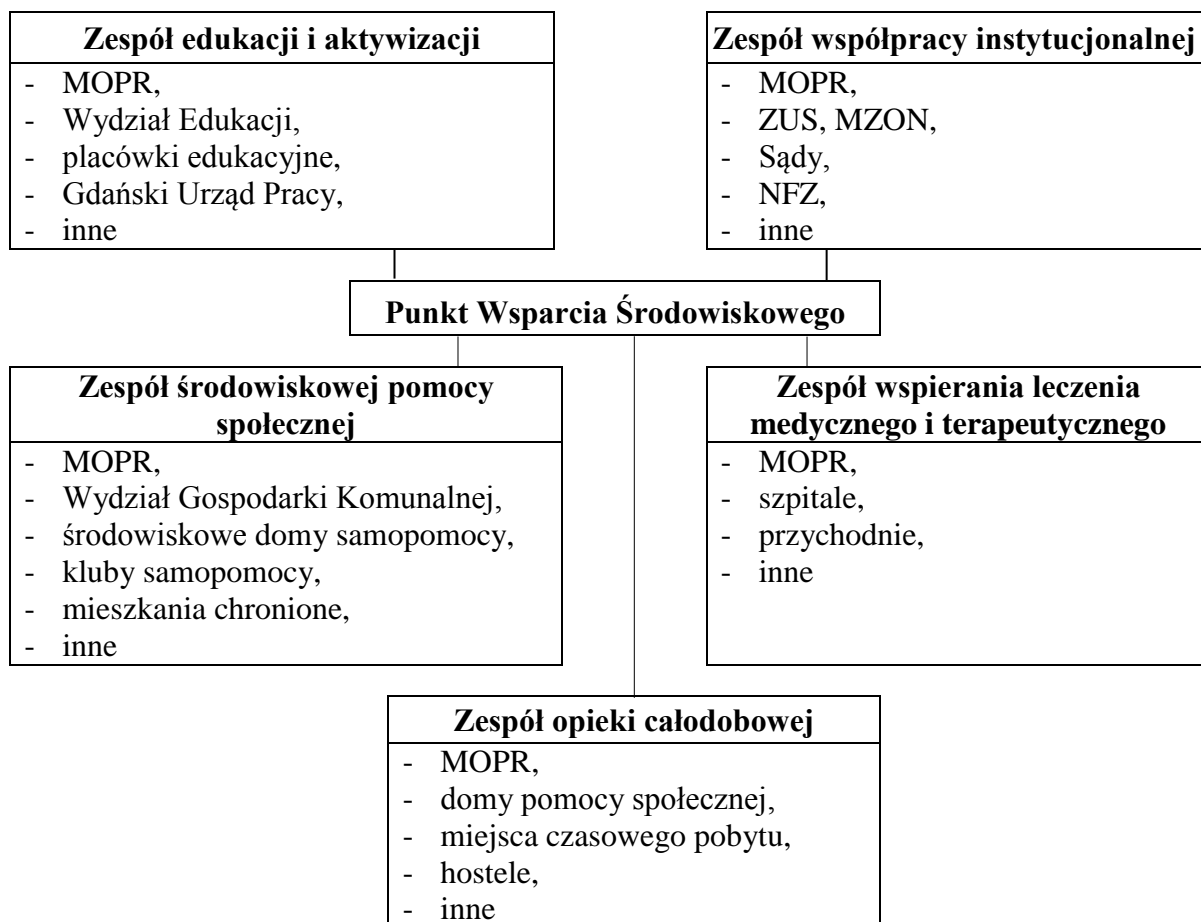 Zespół edukacji i aktywizacji
- MOPR,
- Wydział Edukacji,
- placówki edukacyjne,
- Gdański Urząd Pracy,
- inne
Zespół współpracy instytucjonalnej
- MOPR,
- ZUS, MZON,
- Sądy,
- NFZ,
- inne
Punkt Wsparcia Środowiskowego
Zespół środowiskowej pomocy
społecznej
- MOPR,
- Wydział Gospodarki Komunalnej,
- środowiskowe domy samopomocy,
- kluby samopomocy,
- mieszkania chronione,
- inne
Zespół wspierania leczenia
medycznego i terapeutycznego
- MOPR,
- szpitale,
- przychodnie,
- inne
Zespół opieki całodobowej
- MOPR,
- domy pomocy społecznej,
- miejsca czasowego pobytu,
- hostele,
- inne